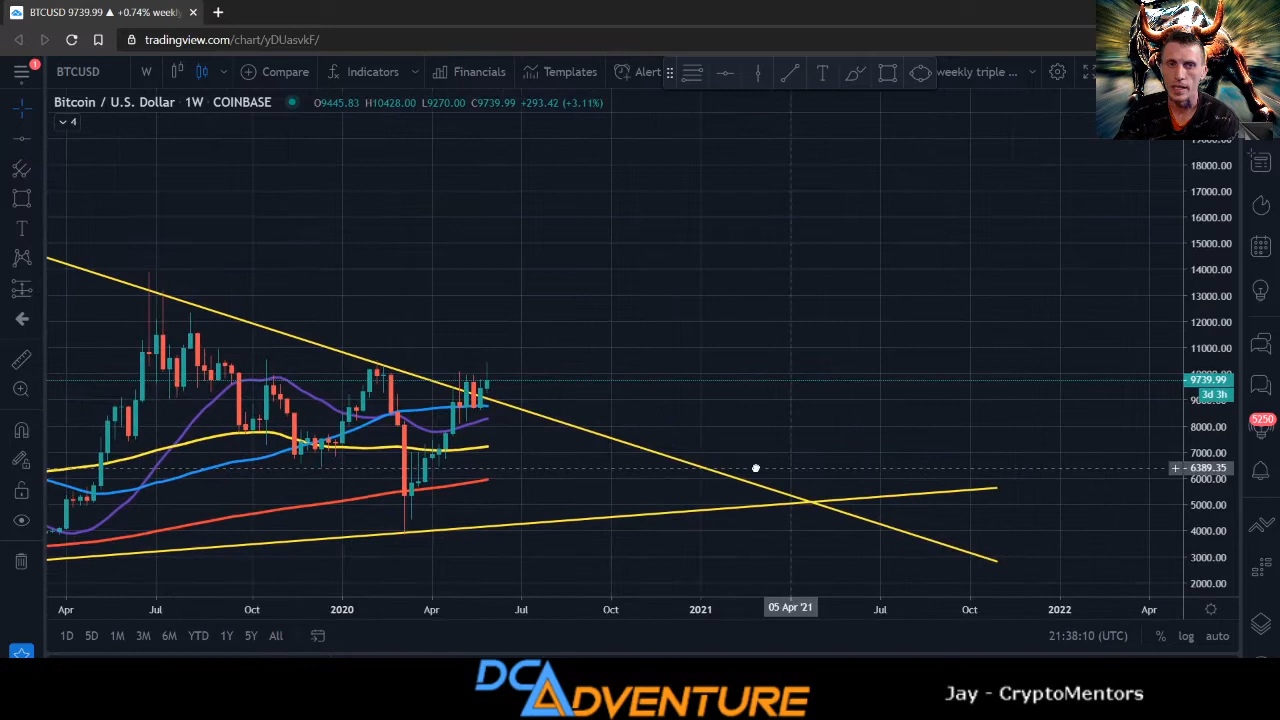 BTCUSD 9739.99 ▲ +0.74% weekly
tradingview.com/chart/yDUasvkF/
1
BTCUSD W Compare Indicators Financials Templates Alert T weekly triple ...
Bitcoin / U.S. Dollar · 1W · COINBASE O9445.83 H10428.00 L9270.00 C9739.99 +293.42 (+3.11%)
4
18000.00
17000.00
16000.00
15000.00
14000.00
13000.00
12000.00
11000.00
9739.99
3d 3h
8000.00
7000.00
6389.35
6000.00
5000.00
4000.00
3000.00
2000.00
5250
Apr Jul Oct 2020 Apr Jul Oct 2021 05 Apr '21 Jul Oct 2022 Apr
1D 5D 1M 3M 6M YTD 1Y 5Y All 21:38:10 (UTC) % log auto
DCADVENTURE
Jay - CryptoMentors